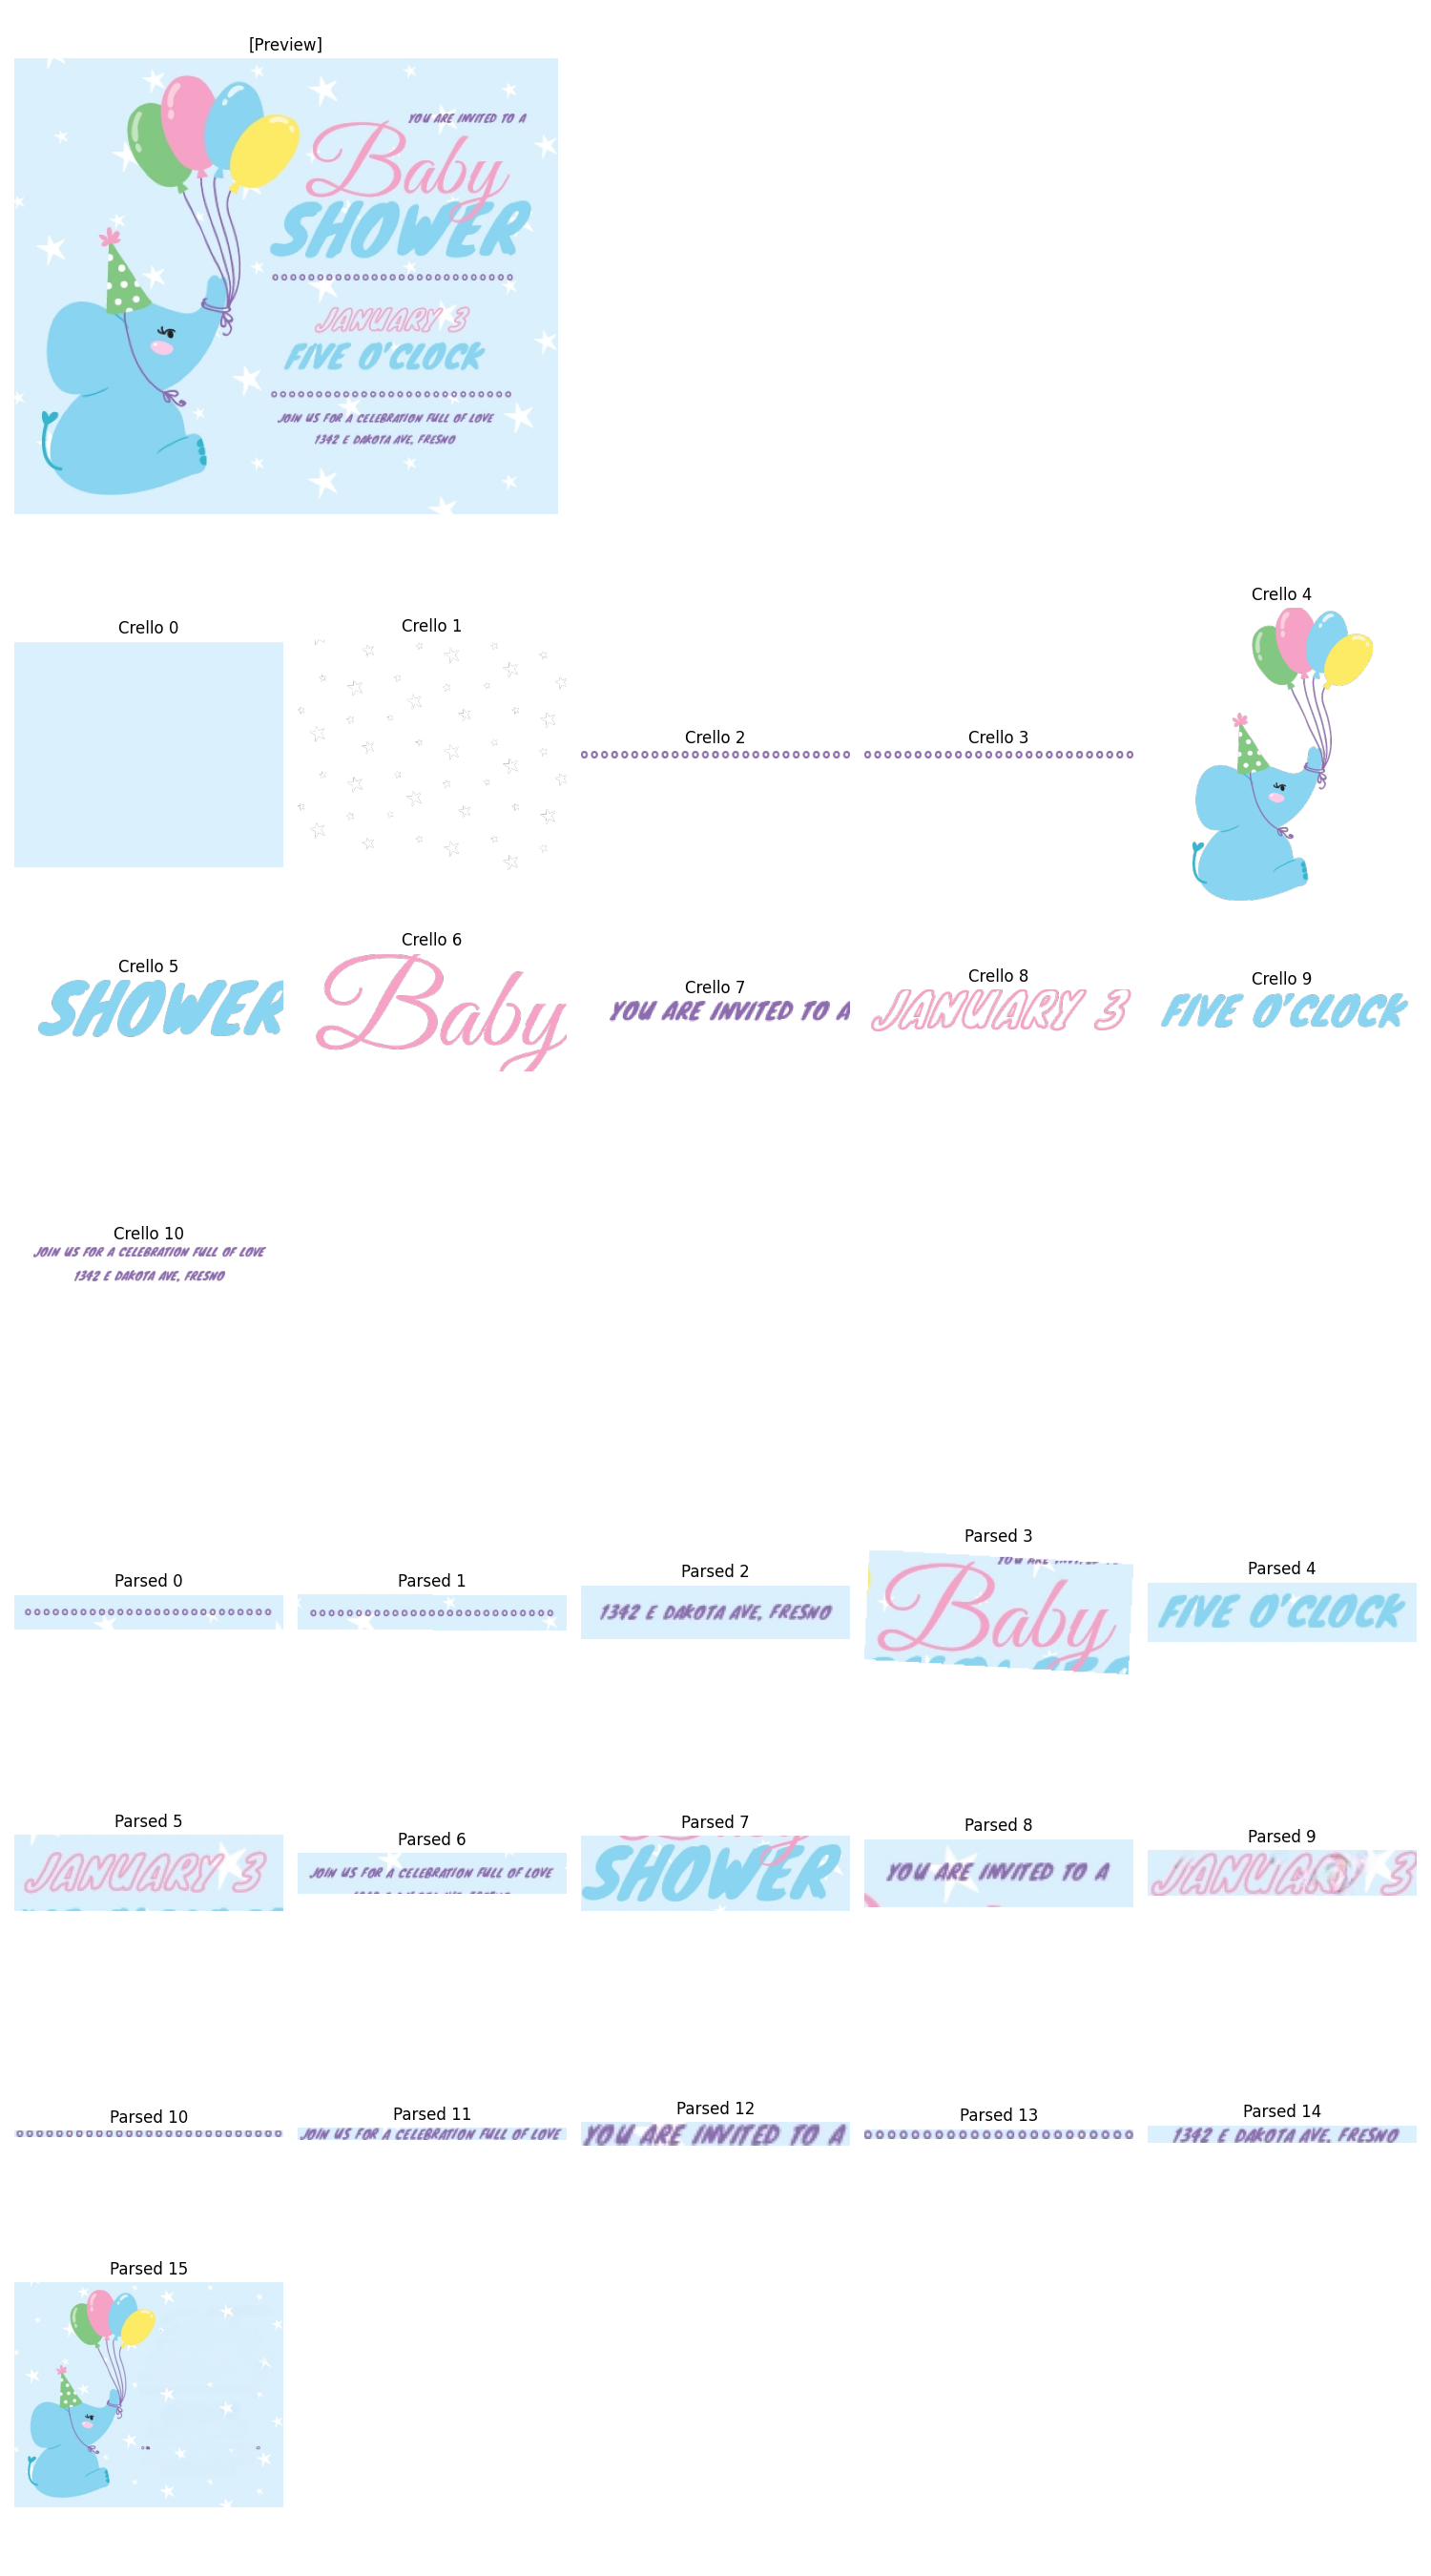 [Preview]
YOU ARE INVITED TO A
Baby
SHOWER
JANUARY 3
FIVE O'CLOCK
JOIN US FOR A CELEBRATION FULL OF LOVE
1342 E DAKOTA AVE, FRESNO
Crello 0
Crello 1
Crello 2
Crello 3
Crello 4
Crello 5
SHOWER
Crello 6
Baby
Crello 7
YOU ARE INVITED TO A
Crello 8
JANUARY 3
Crello 9
FIVE O'CLOCK
Crello 10
JOIN US FOR A CELEBRATION FULL OF LOVE
1342 E DAKOTA AVE, FRESNO
Parsed 0
Parsed 1
Parsed 2
1342 E DAKOTA AVE, FRESNO
Parsed 3
YOU ARE INVITED TO
Baby
Parsed 4
FIVE O'CLOCK
Parsed 5
JANUARY 3
Parsed 6
JOIN US FOR A CELEBRATION FULL OF LOVE
Parsed 7
SHOWER
Parsed 8
YOU ARE INVITED TO A
Parsed 9
JANUARY 3
Parsed 10
Parsed 11
JOIN US FOR A CELEBRATION FULL OF LOVE
Parsed 12
YOU ARE INVITED TO A
Parsed 13
Parsed 14
1342 E DAKOTA AVE, FRESNO
Parsed 15